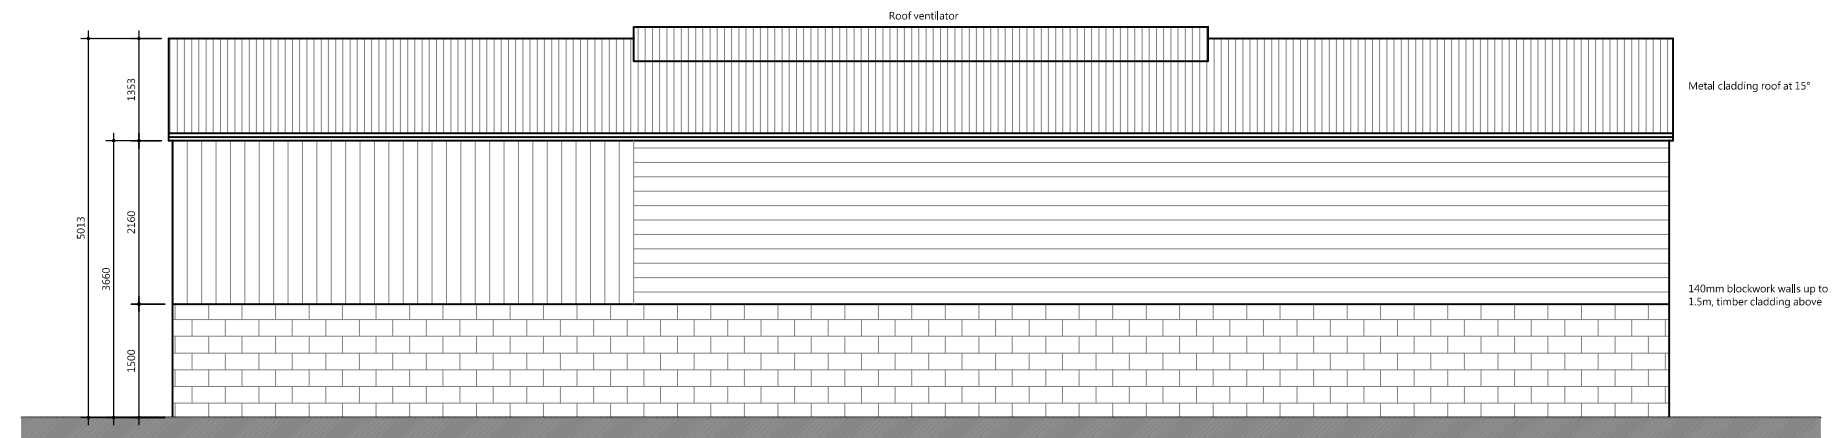 Roof ventilator
1353
Metal cladding roof at 15°
5013
2160
3660
140mm blockwork walls up to
1.5m, timber cladding above
1500